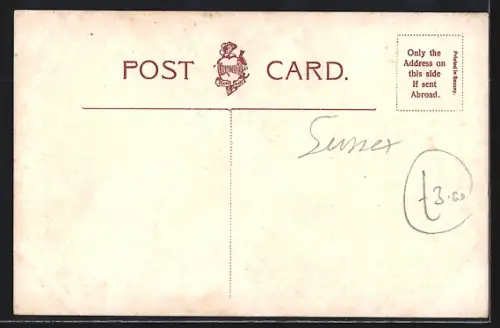 POST CARD.
Only the
Address on
this side
If sent
Abroad.
Printed in Saxony.
Sussex
£3.00